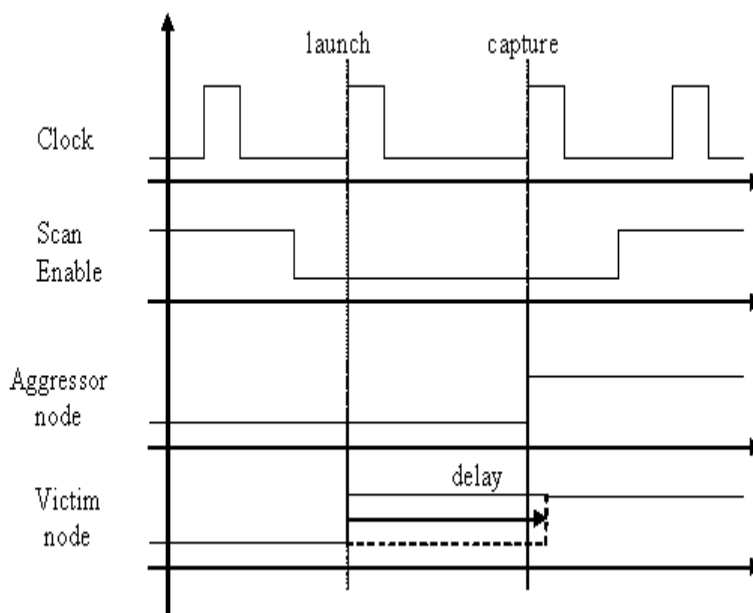 launch
capture
Clock
Scan
Enable
Aggressor
node
delay
Victim
node